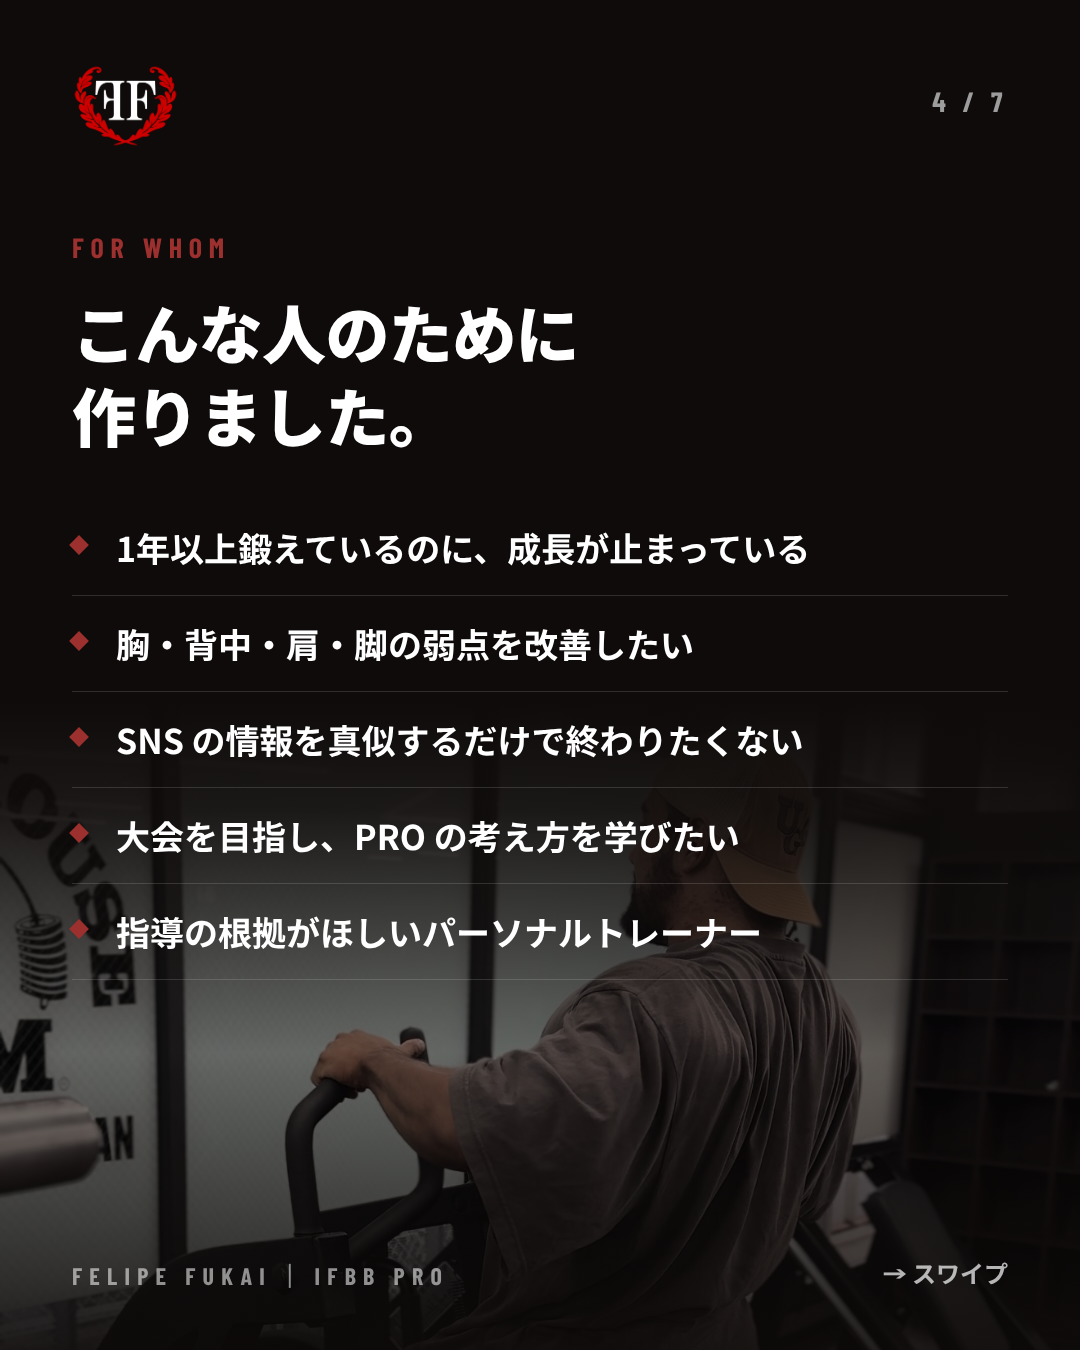 FF
4 / 7
FOR WHOM
こんな人のために
作りました。
1年以上鍛えているのに、成長が止まっている
胸・背中・肩・脚の弱点を改善したい
SNS の情報を真似するだけで終わりたくない
大会を目指し、PRO の考え方を学びたい
指導の根拠がほしいパーソナルトレーナー
OUSE
M
AN
FELIPE FUKAI | IFBB PRO
→ スワイプ